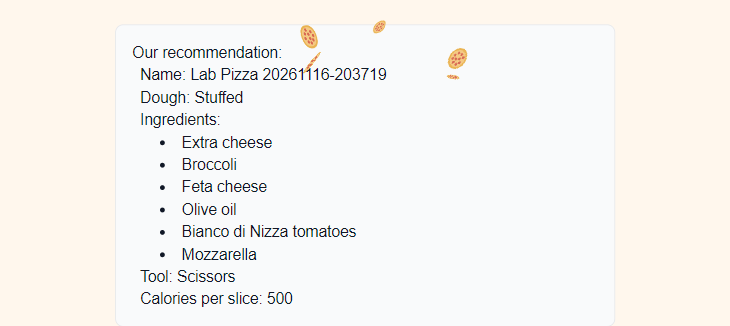 Our recommendation:
Name: Lab Pizza 20261116-203719
Dough: Stuffed
Ingredients:
• Extra cheese
• Broccoli
• Feta cheese
• Olive oil
• Bianco di Nizza tomatoes
• Mozzarella
Tool: Scissors
Calories per slice: 500